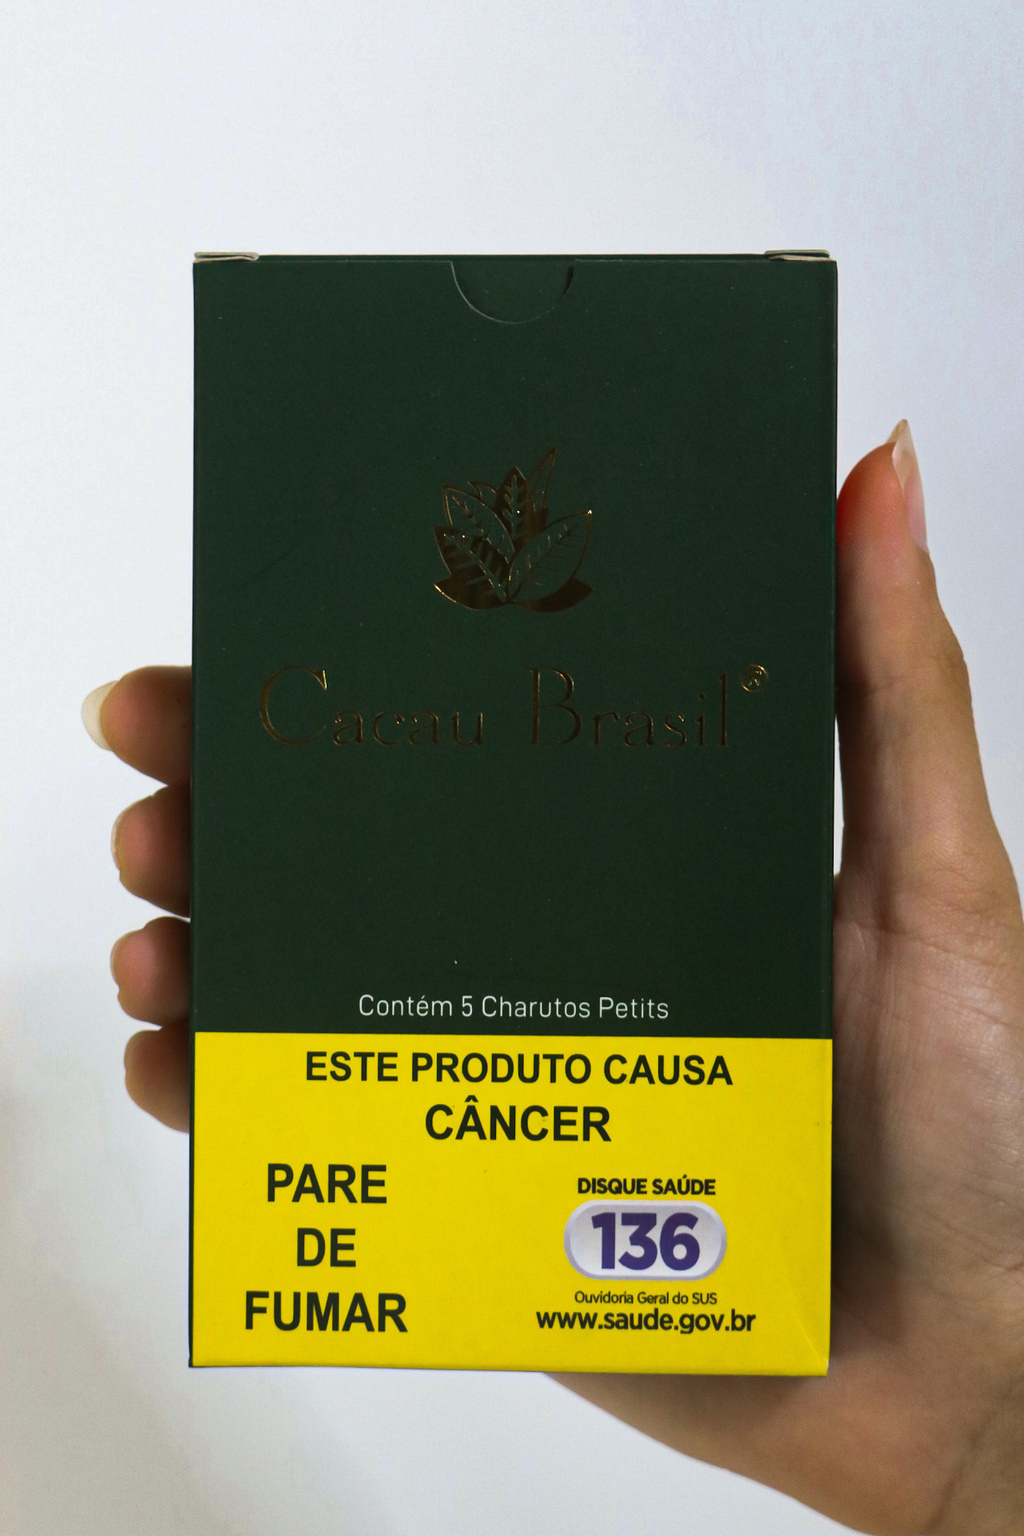 Cacau Brasil®
Contém 5 Charutos Petits
ESTE PRODUTO CAUSA
CÂNCER
PARE
DE
FUMAR
DISQUE SAÚDE
136
Ouvidoria Geral do SUS
www.saude.gov.br